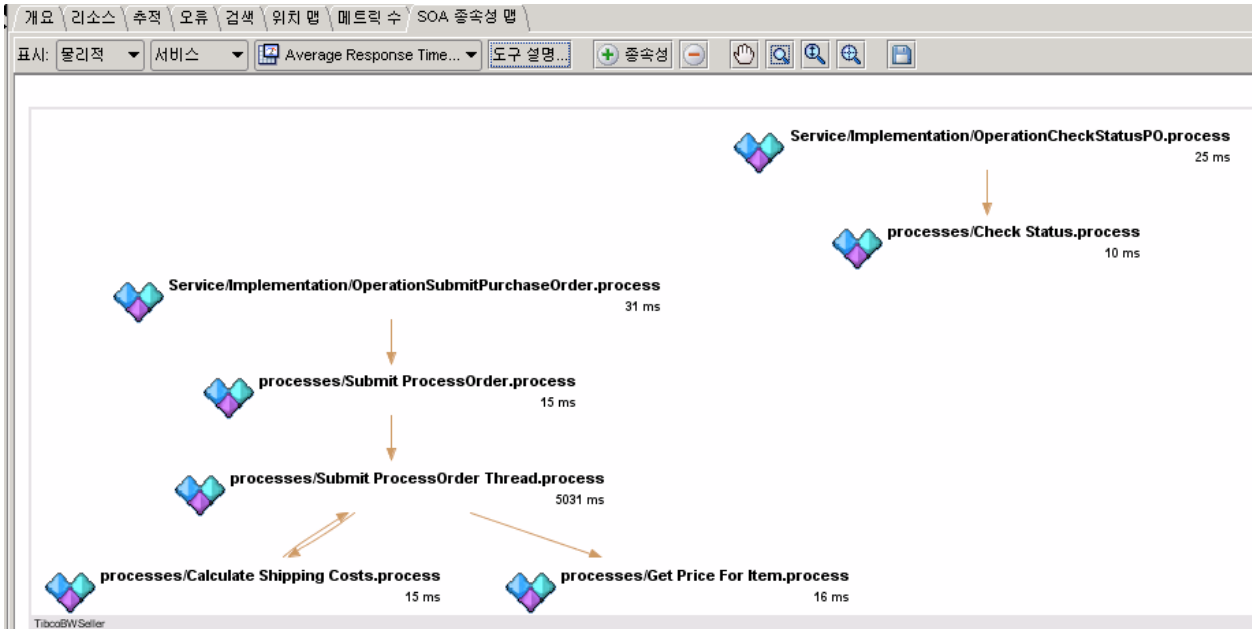 개요 리소스 추적 오류 검색 위치 맵 메트릭 수 SOA 종속성 맵
표시: 물리적 서비스 Average Response Time... 도구 설명... 종속성
Service/Implementation/OperationCheckStatusPO.process
25 ms
processes/Check Status.process
10 ms
Service/Implementation/OperationSubmitPurchaseOrder.process
31 ms
processes/Submit ProcessOrder.process
15 ms
processes/Submit ProcessOrder Thread.process
5031 ms
processes/Calculate Shipping Costs.process
15 ms
processes/Get Price For Item.process
16 ms
TibcoBWSeller